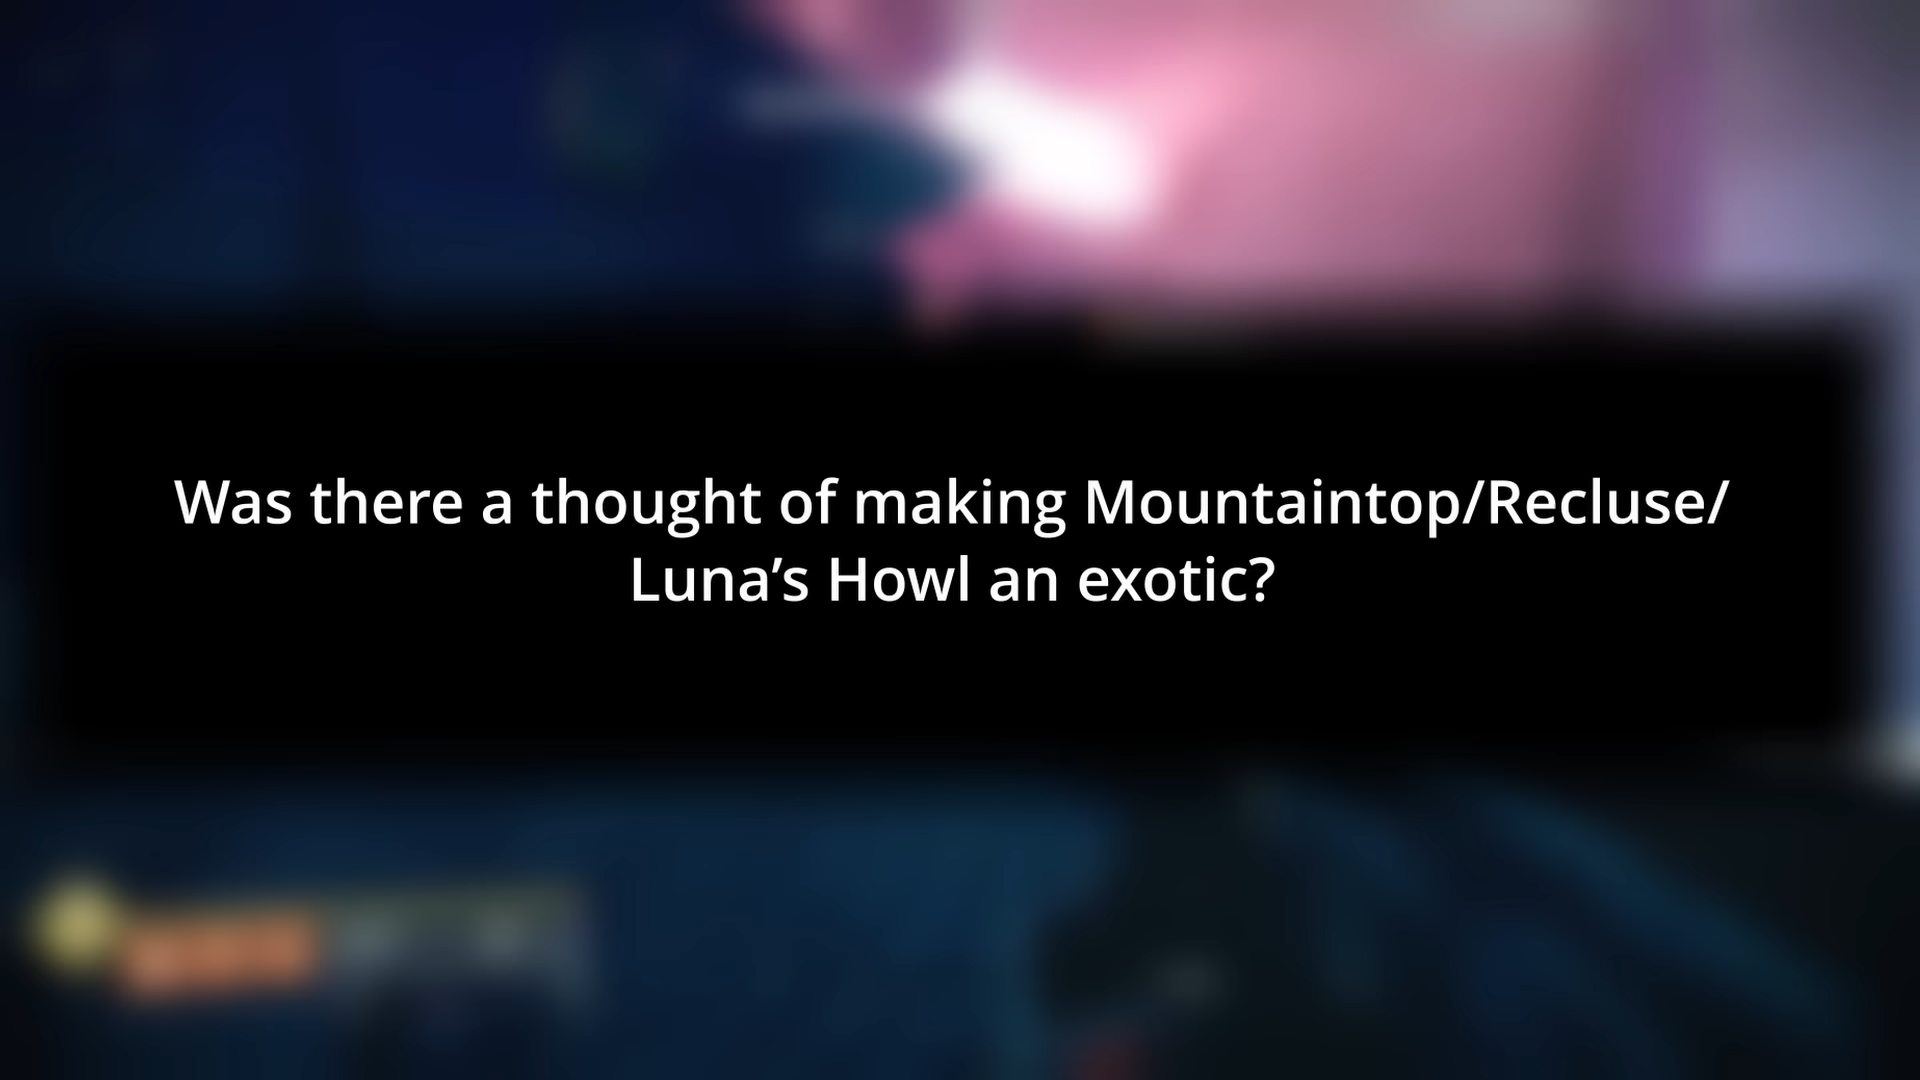 Was there a thought of making Mountaintop/Recluse/
Luna’s Howl an exotic?